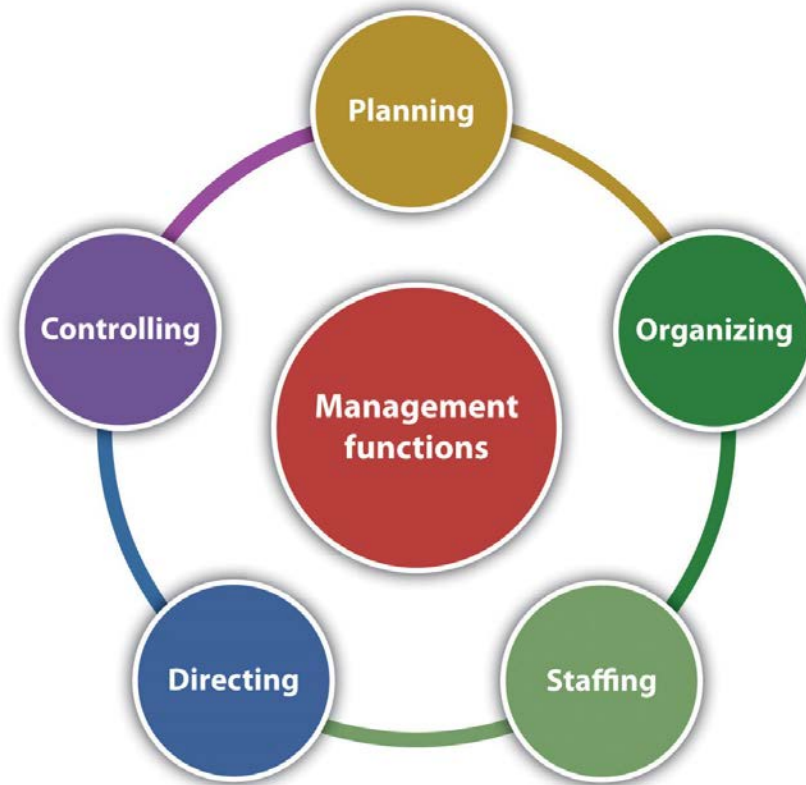 Planning
Controlling
Organizing
Management
functions
Directing
Staffing